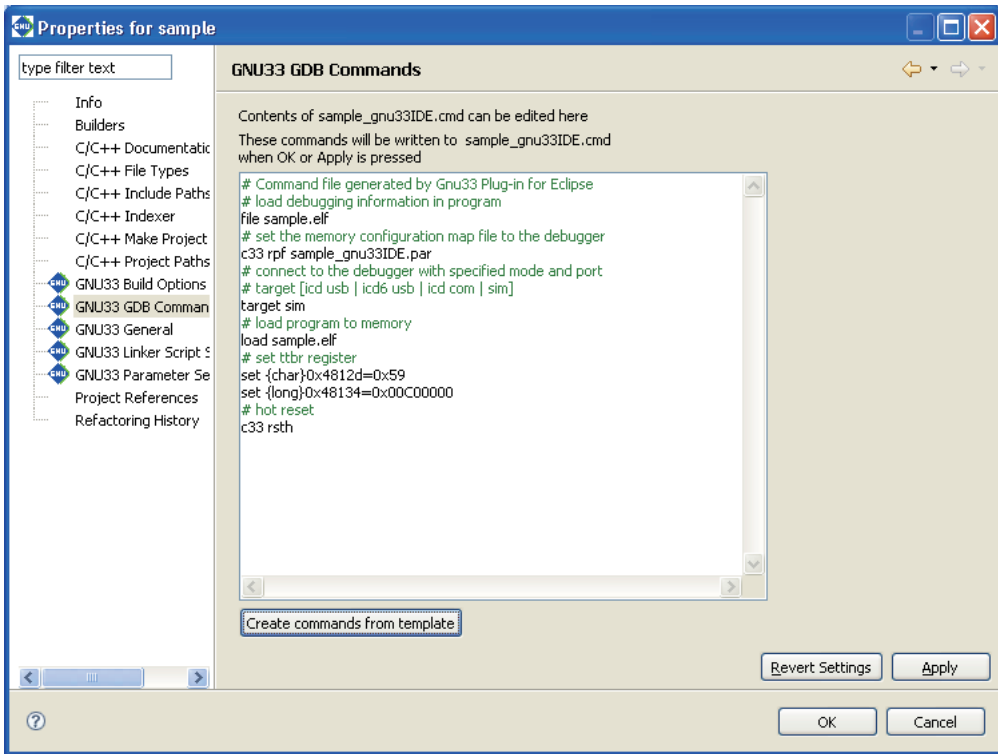 Properties for sample
type filter text
Info
Builders
C/C++ Documentatic
C/C++ File Types
C/C++ Include Paths
C/C++ Indexer
C/C++ Make Project
C/C++ Project Paths
GNU33 Build Options
GNU33 GDB Comman
GNU33 General
GNU33 Linker Script S
GNU33 Parameter Se
Project References
Refactoring History
GNU33 GDB Commands
Contents of sample_gnu33IDE.cmd can be edited here
These commands will be written to sample_gnu33IDE.cmd
when OK or Apply is pressed
# Command file generated by Gnu33 Plug-in for Eclipse
# load debugging information in program
file sample.elf
# set the memory configuration map file to the debugger
c33 rpf sample_gnu33IDE.par
# connect to the debugger with specified mode and port
# target [icd usb | icd6 usb | icd com | sim]
target sim
# load program to memory
load sample.elf
# set ttbr register
set {char}0x4812d=0x59
set {long}0x48134=0x00C00000
# hot reset
c33 rsth
Create commands from template
Revert Settings
Apply
OK
Cancel